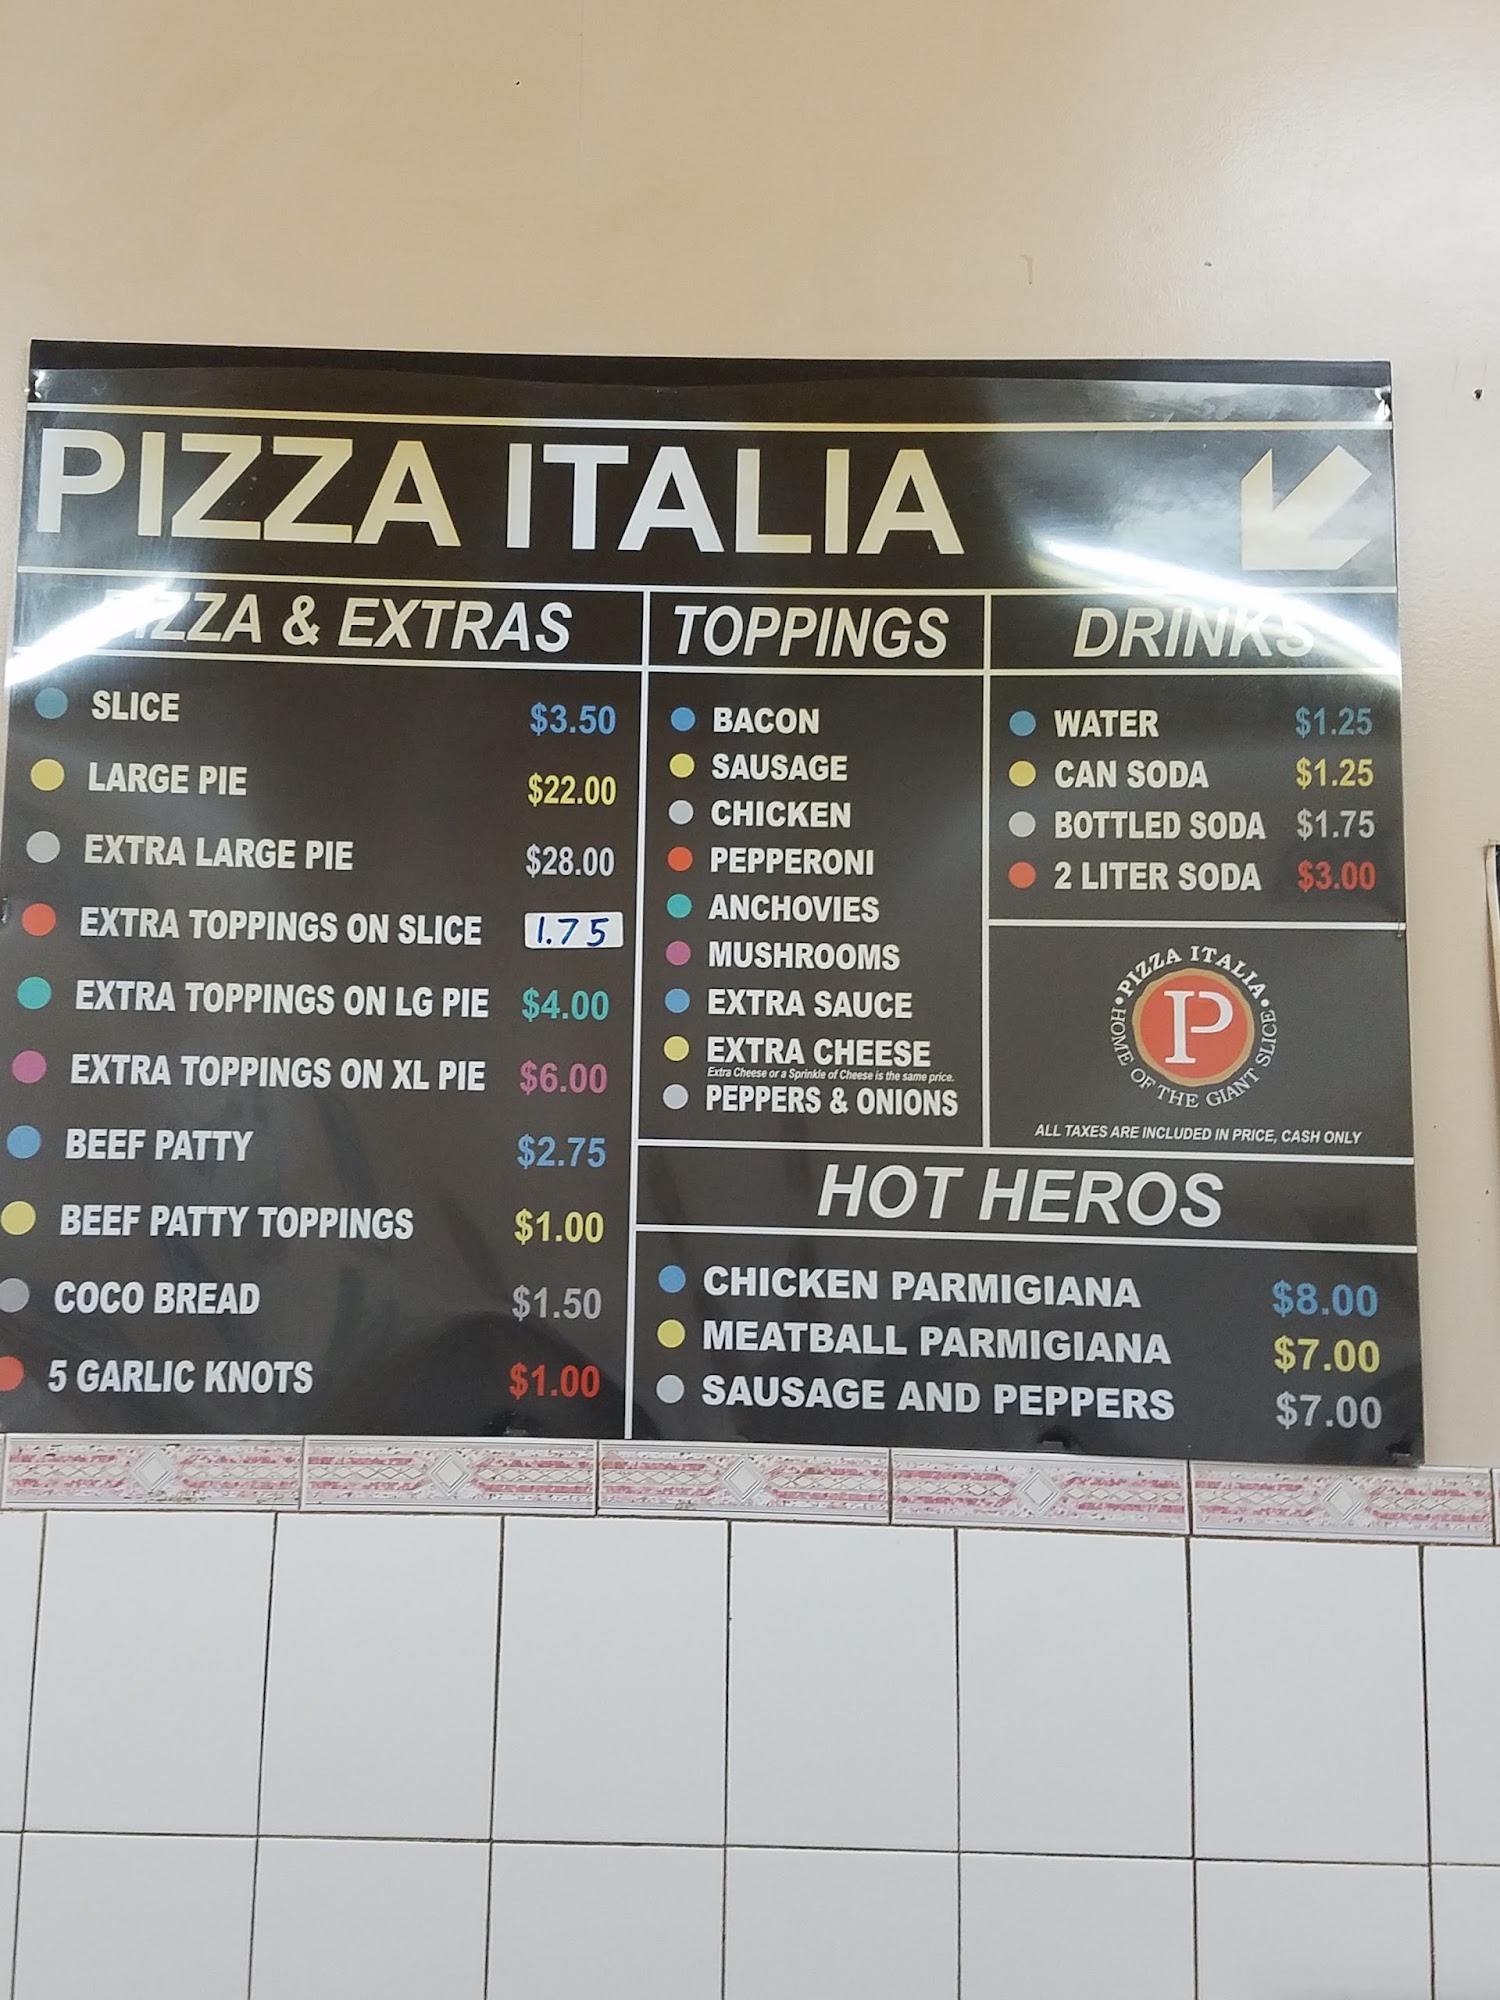 PIZZA ITALIA
PIZZA & EXTRAS
SLICE $3.50
LARGE PIE $22.00
EXTRA LARGE PIE $28.00
EXTRA TOPPINGS ON SLICE 1.75
EXTRA TOPPINGS ON LG PIE $4.00
EXTRA TOPPINGS ON XL PIE $6.00
BEEF PATTY $2.75
BEEF PATTY TOPPINGS $1.00
COCO BREAD $1.50
5 GARLIC KNOTS $1.00
TOPPINGS
BACON
SAUSAGE
CHICKEN
PEPPERONI
ANCHOVIES
MUSHROOMS
EXTRA SAUCE
EXTRA CHEESE
Extra Cheese or a Sprinkle of Cheese is the same price.
PEPPERS & ONIONS
DRINKS
WATER $1.25
CAN SODA $1.25
BOTTLED SODA $1.75
2 LITER SODA $3.00
• PIZZA ITALIA •
P
HOME OF THE GIANT SLICE
ALL TAXES ARE INCLUDED IN PRICE, CASH ONLY
HOT HEROS
CHICKEN PARMIGIANA $8.00
MEATBALL PARMIGIANA $7.00
SAUSAGE AND PEPPERS $7.00